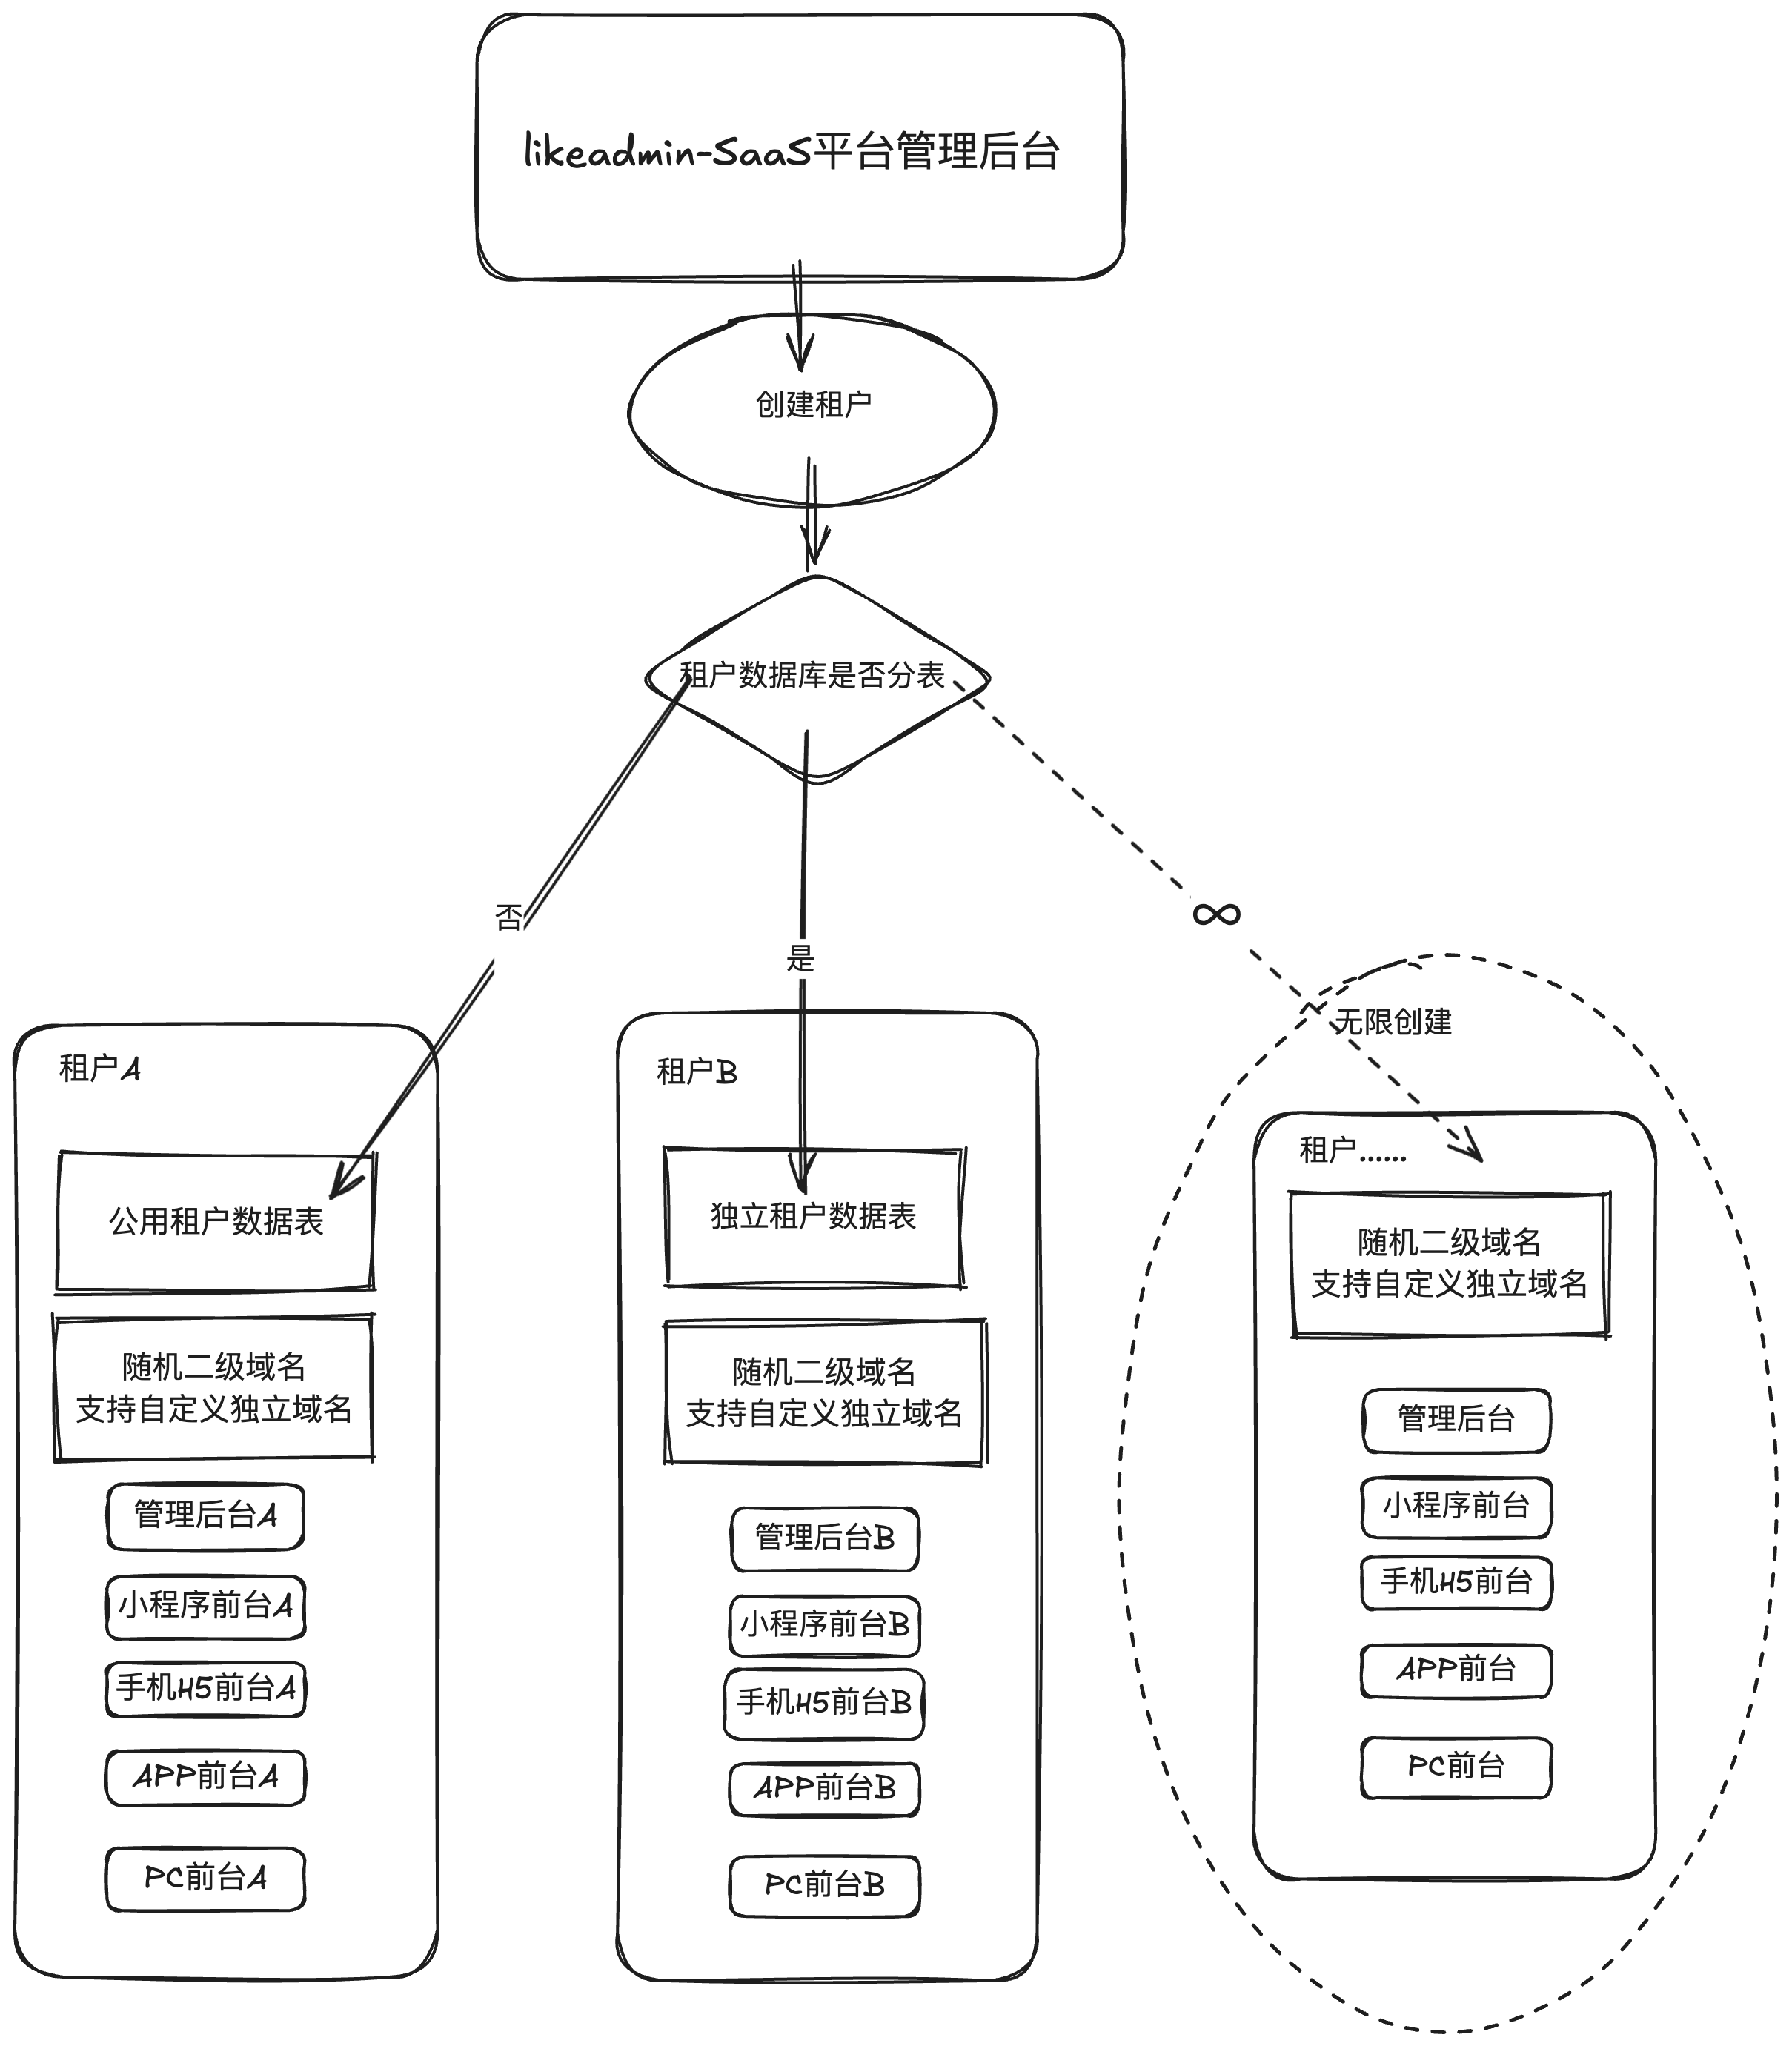 likeadmin-SaaS平台管理后台
创建租户
租户数据库是否分表
否
是
∞
无限创建
租户A
公用租户数据表
随机二级域名
支持自定义独立域名
管理后台A
小程序前台A
手机H5前台A
APP前台A
PC前台A
租户B
独立租户数据表
随机二级域名
支持自定义独立域名
管理后台B
小程序前台B
手机H5前台B
APP前台B
PC前台B
租户......
随机二级域名
支持自定义独立域名
管理后台
小程序前台
手机H5前台
APP前台
PC前台